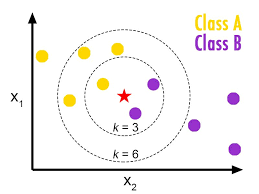 Class A
Class B
X1
k = 3
k = 6
X2